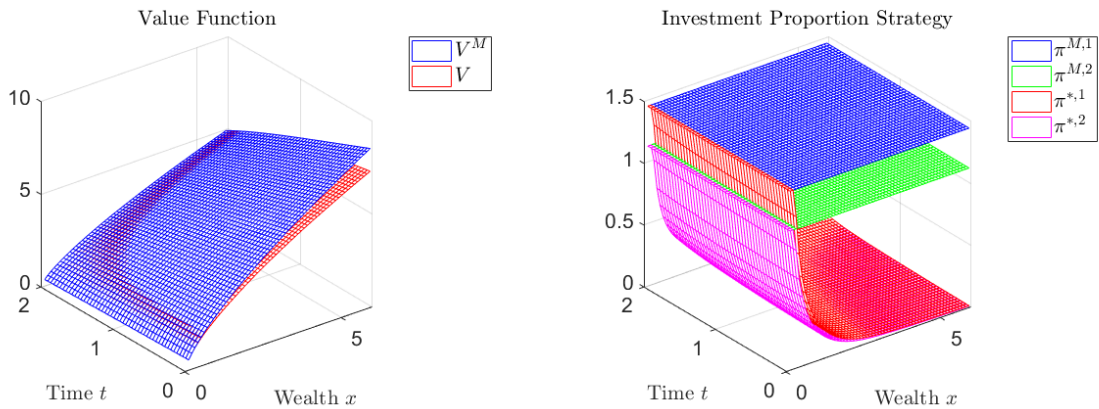 Value Function
V^M
V
10
5
0
2
1
0
0
5
Time t
Wealth x
Investment Proportion Strategy
π^{M,1}
π^{M,2}
π^{*,1}
π^{*,2}
1.5
1
0.5
0
2
1
0
0
5
Time t
Wealth x